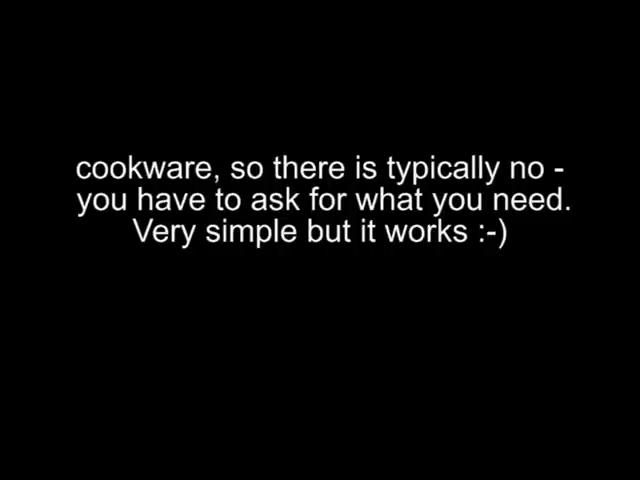 cookware, so there is typically no -
you have to ask for what you need.
Very simple but it works :-)